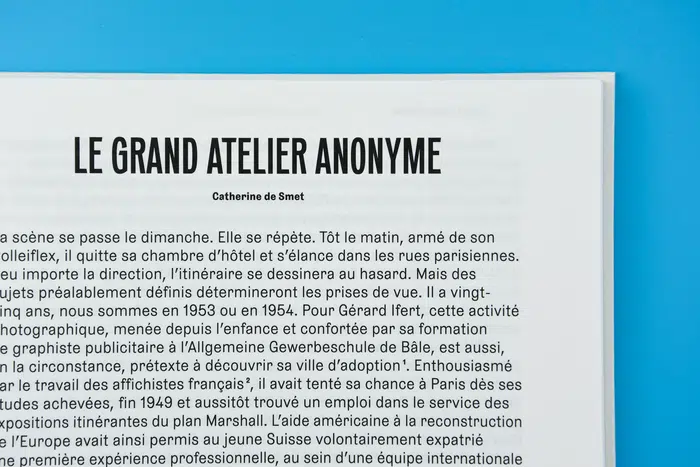 LE GRAND ATELIER ANONYME
Catherine de Smet
a scène se passe le dimanche. Elle se répète. Tôt le matin, armé de son
olleiflex, il quitte sa chambre d'hôtel et s'élance dans les rues parisiennes.
eu importe la direction, l'itinéraire se dessinera au hasard. Mais des
ujets préalablement définis détermineront les prises de vue. Il a vingt-
inq ans, nous sommes en 1953 ou en 1954. Pour Gérard Ifert, cette activité
hotographique, menée depuis l'enfance et confortée par sa formation
e graphiste publicitaire à l'Allgemeine Gewerbeschule de Bâle, est aussi,
n la circonstance, prétexte à découvrir sa ville d'adoption¹. Enthousiasmé
ar le travail des affichistes français², il avait tenté sa chance à Paris dès ses
tudes achevées, fin 1949 et aussitôt trouvé un emploi dans le service des
xpositions itinérantes du plan Marshall. L'aide américaine à la reconstruction
e l'Europe avait ainsi permis au jeune Suisse volontairement expatrié
ne première expérience professionnelle, au sein d'une équipe internationale